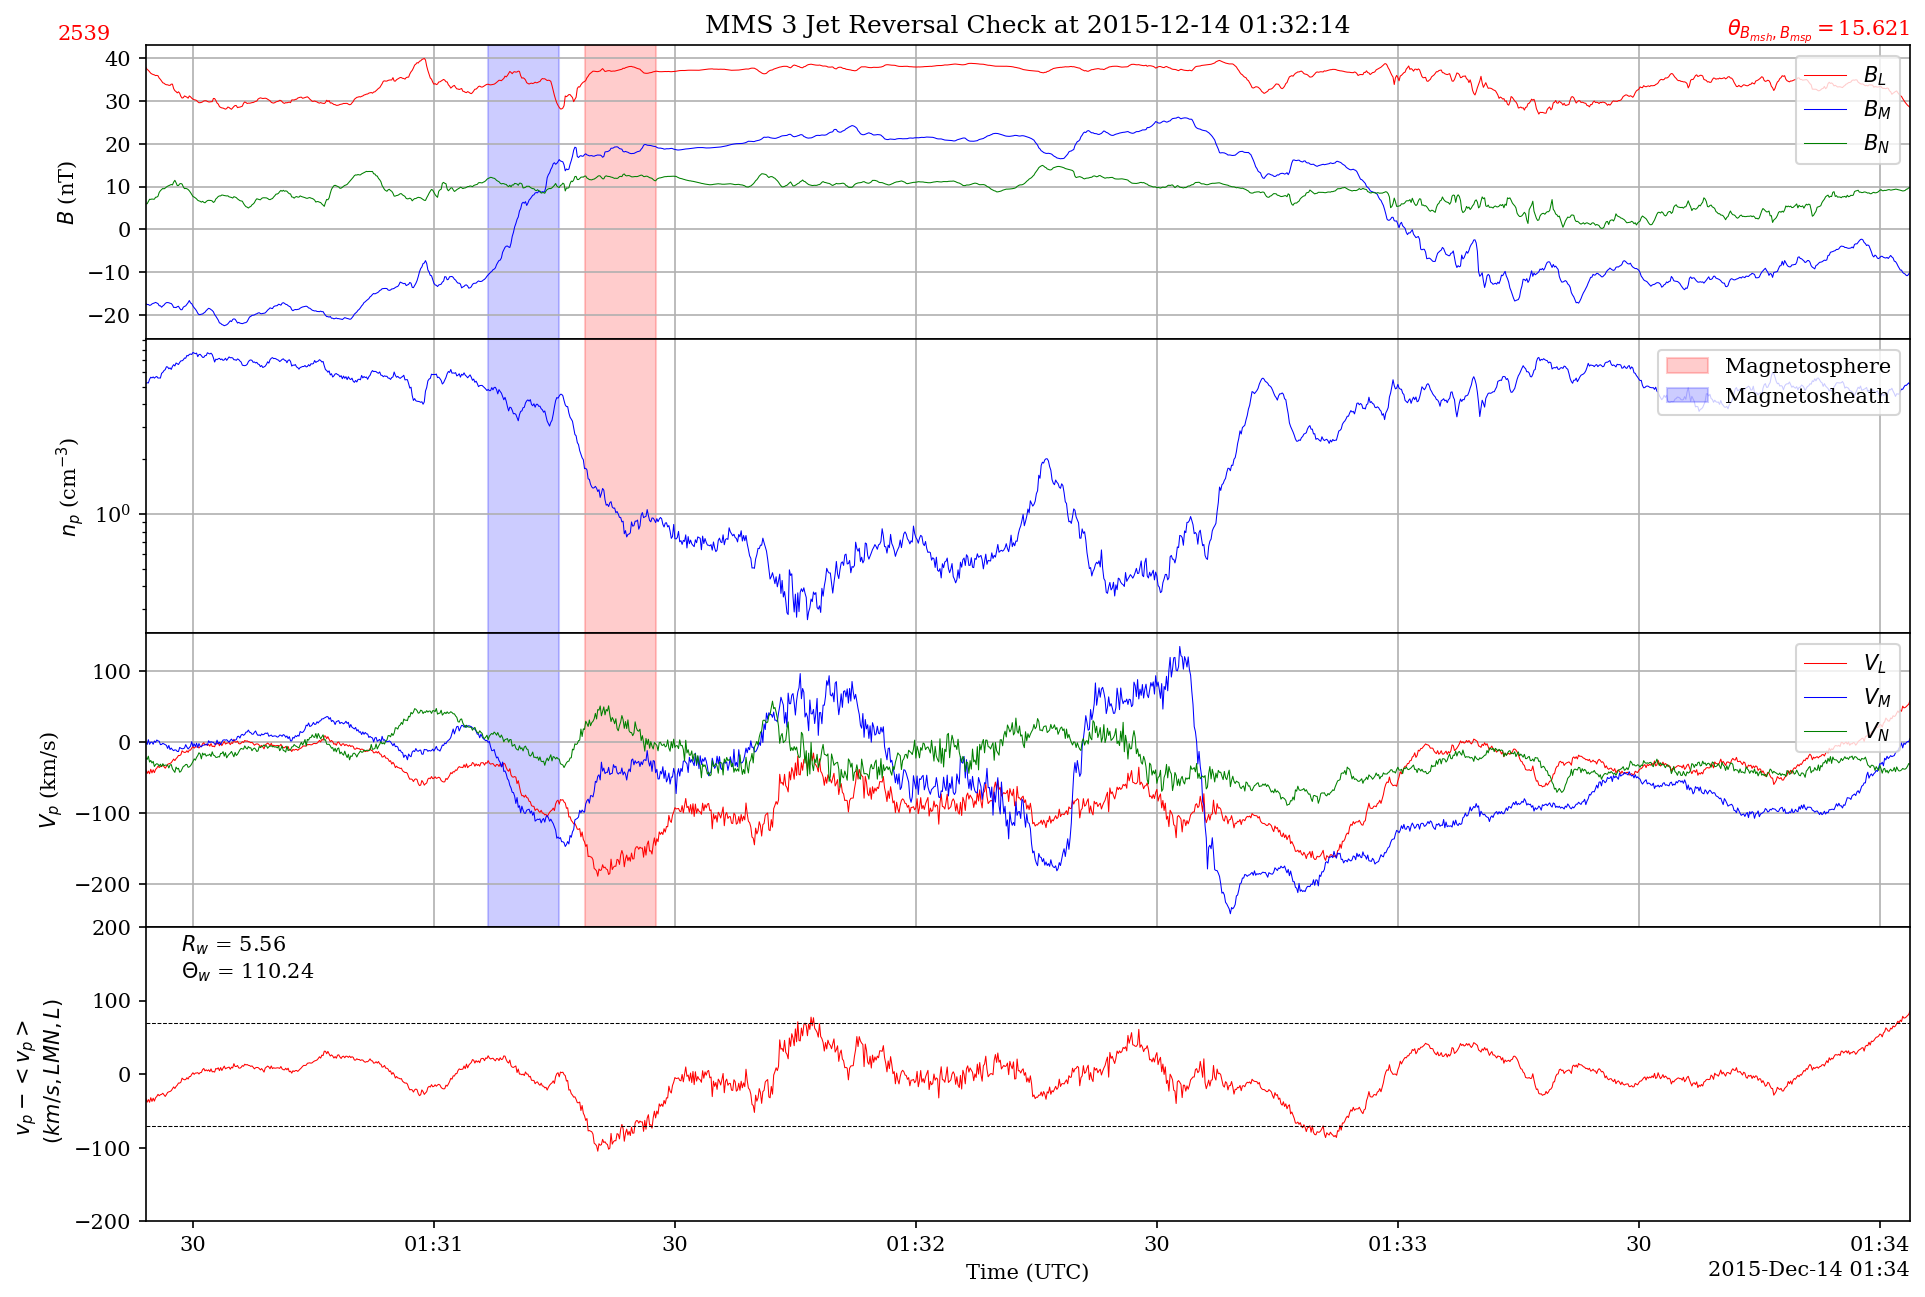 2539
MMS 3 Jet Reversal Check at 2015-12-14 01:32:14
θ_{B_{msh}, B_{msp}} = 15.621
40
30
20
10
0
−10
−20
B (nT)
B_L
B_M
B_N
10^0
n_p (cm^{−3})
Magnetosphere
Magnetosheath
100
0
−100
−200
V_p (km/s)
V_L
V_M
V_N
200
100
0
−100
−200
v_p − < v_p >
(km/s, LMN, L)
R_w = 5.56
Θ_w = 110.24
30 01:31 30 01:32 30 01:33 30 01:34
Time (UTC)
2015-Dec-14 01:34